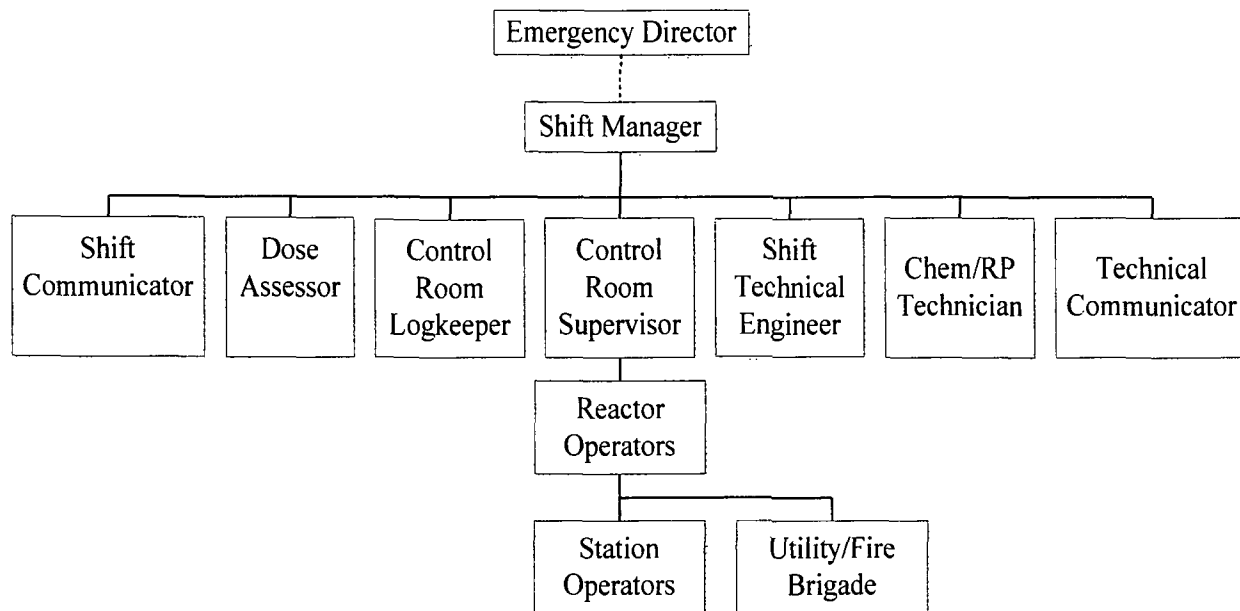 Emergency Director
Shift Manager
Shift
Communicator
Dose
Assessor
Control
Room
Logkeeper
Control
Room
Supervisor
Shift
Technical
Engineer
Chem/RP
Technician
Technical
Communicator
Reactor
Operators
Station
Operators
Utility/Fire
Brigade